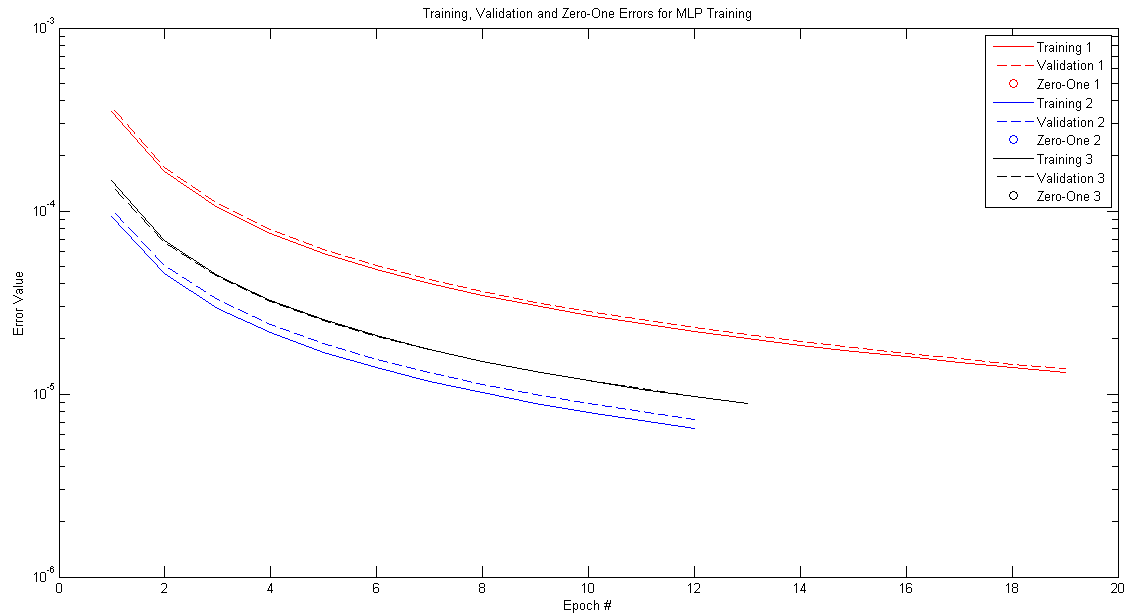 Training, Validation and Zero-One Errors for MLP Training
10^-3
10^-4
10^-5
10^-6
Error Value
Training 1
Validation 1
Zero-One 1
Training 2
Validation 2
Zero-One 2
Training 3
Validation 3
Zero-One 3
0 2 4 6 8 10 12 14 16 18 20
Epoch #